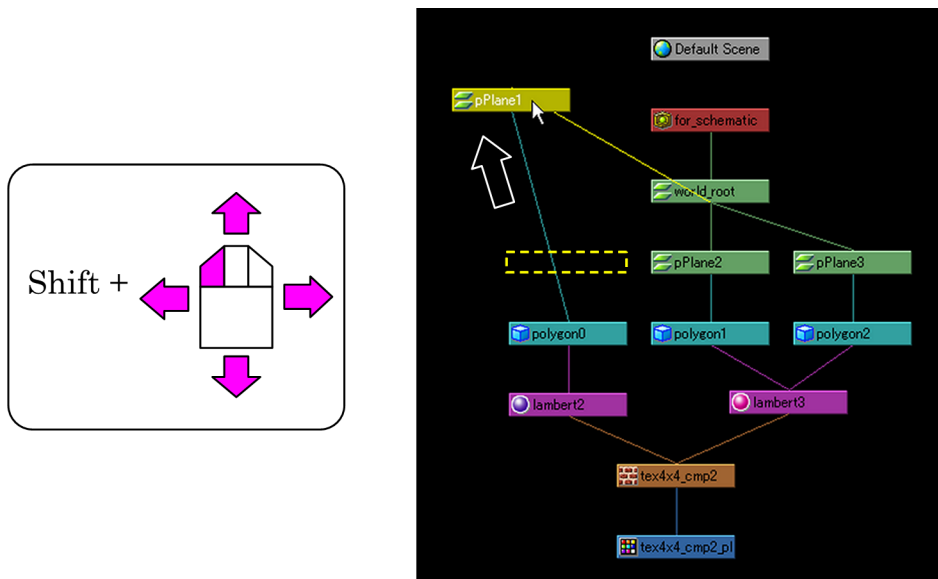 Shift +
Default Scene
pPlane1
for_schematic
world_root
pPlane2
pPlane3
polygon0
polygon1
polygon2
lambert2
lambert3
tex4x4_cmp2
tex4x4_cmp2_pl